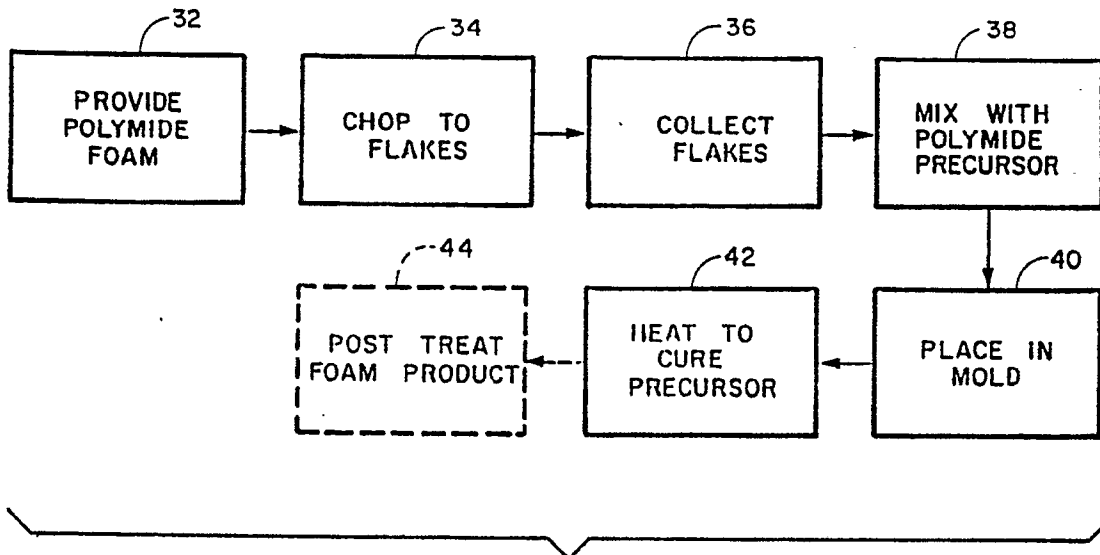 32
PROVIDE
POLYMIDE
FOAM
34
CHOP TO
FLAKES
36
COLLECT
FLAKES
38
MIX WITH
POLYMIDE
PRECURSOR
40
PLACE IN
MOLD
42
HEAT TO
CURE
PRECURSOR
44
POST TREAT
FOAM PRODUCT